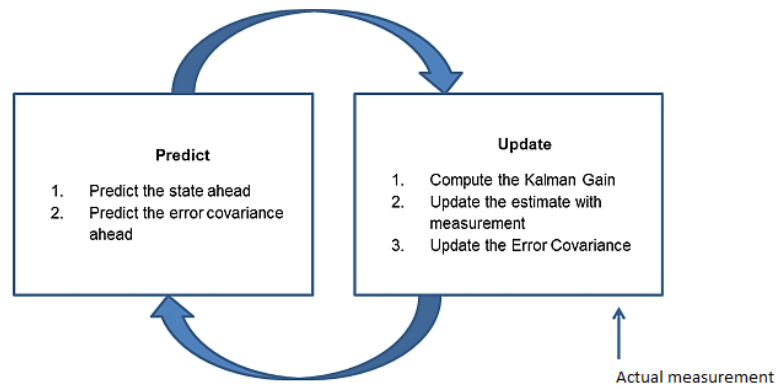 Predict
1. Predict the state ahead
2. Predict the error covariance
ahead
Update
1. Compute the Kalman Gain
2. Update the estimate with
measurement
3. Update the Error Covariance
Actual measurement